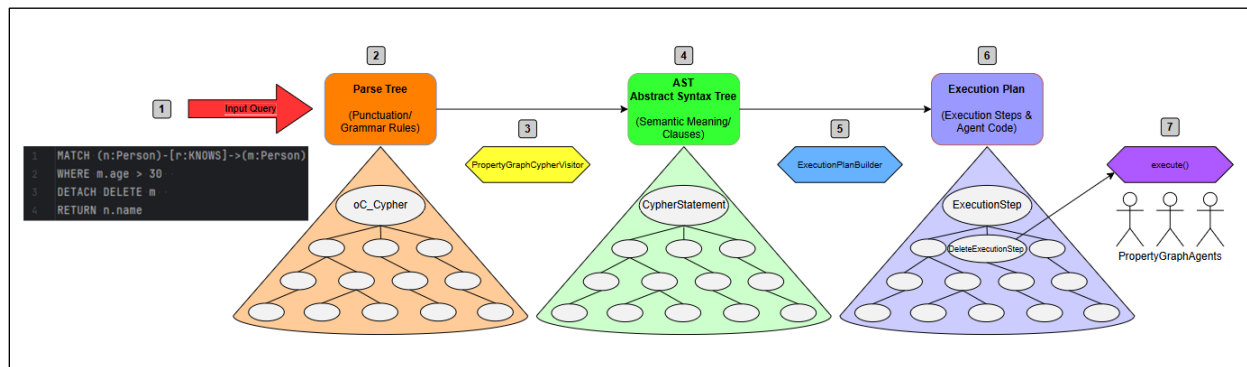 1
Input Query
1 MATCH (n:Person)-[r:KNOWS]->(m:Person)
2 WHERE m.age > 30
3 DETACH DELETE m
4 RETURN n.name
2
Parse Tree
(Punctuation/
Grammar Rules)
oC_Cypher
3
PropertyGraphCypherVisitor
4
AST
Abstract Syntax Tree
(Semantic Meaning/
Clauses)
CypherStatement
5
ExecutionPlanBuilder
6
Execution Plan
(Execution Steps &
Agent Code)
ExecutionStep
DeleteExecutionStep
7
execute()
PropertyGraphAgents